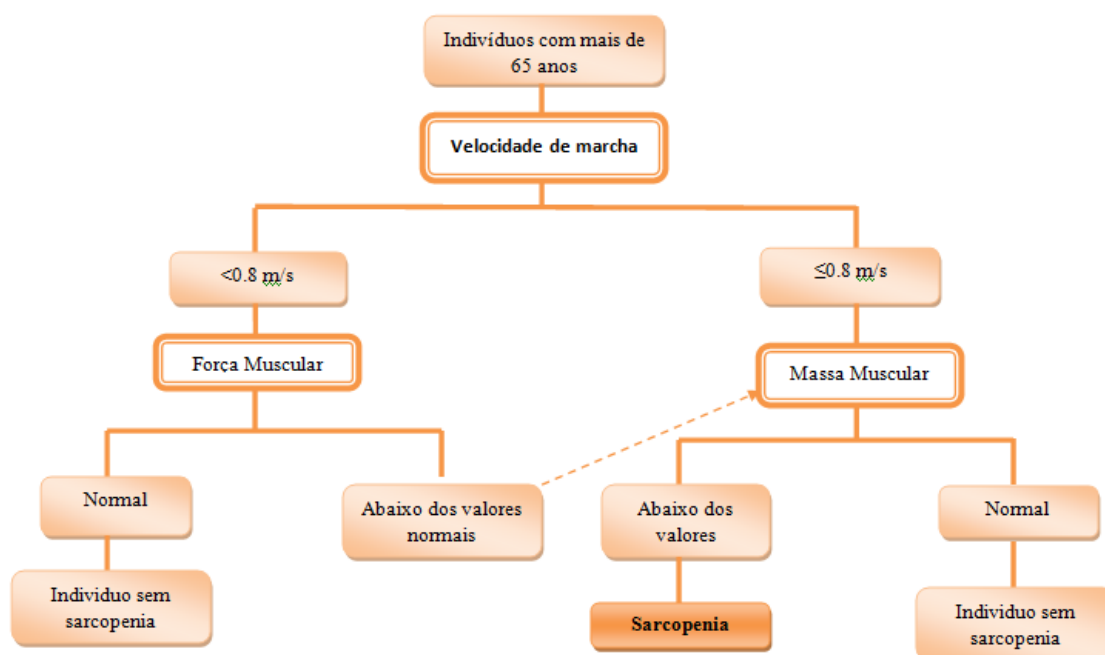 Indivíduos com mais de
65 anos
Velocidade de marcha
<0.8 m/s
≤0.8 m/s
Força Muscular
Massa Muscular
Normal
Abaixo dos valores
normais
Abaixo dos
valores
Normal
Individuo sem
sarcopenia
Sarcopenia
Individuo sem
sarcopenia